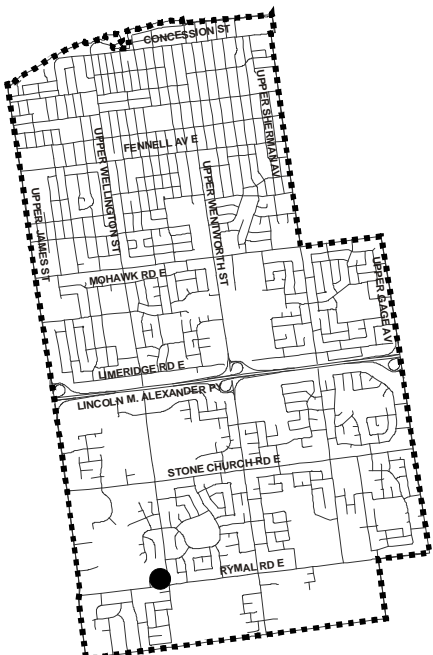 CONCESSION ST
UPPER SHERMAN AV
FENNELL AV E
UPPER WELLINGTON ST
UPPER WENTWORTH ST
UPPER JAMES ST
MOHAWK RD E
UPPER GAGE AV
LIMERIDGE RD E
LINCOLN M. ALEXANDER PY
STONE CHURCH RD E
RYMAL RD E